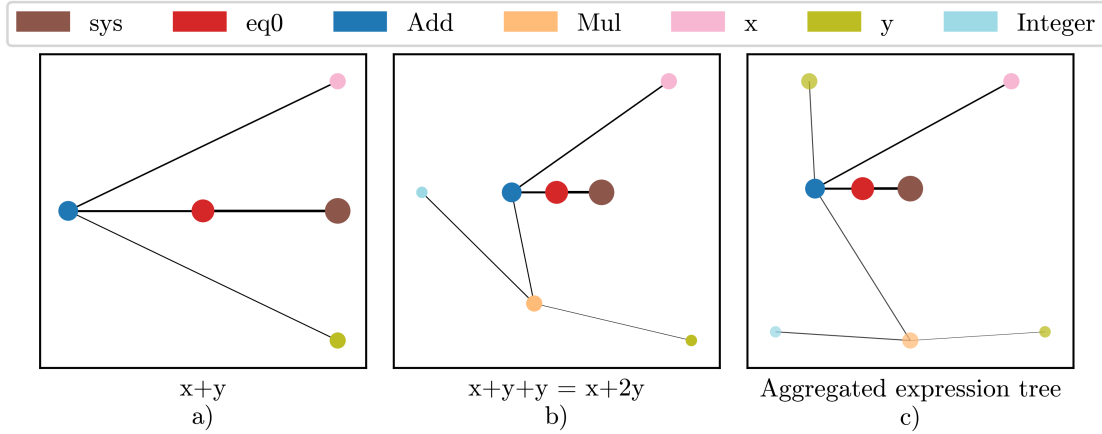 sys eq0 Add Mul x y Integer
x+y
a)
x+y+y = x+2y
b)
Aggregated expression tree
c)